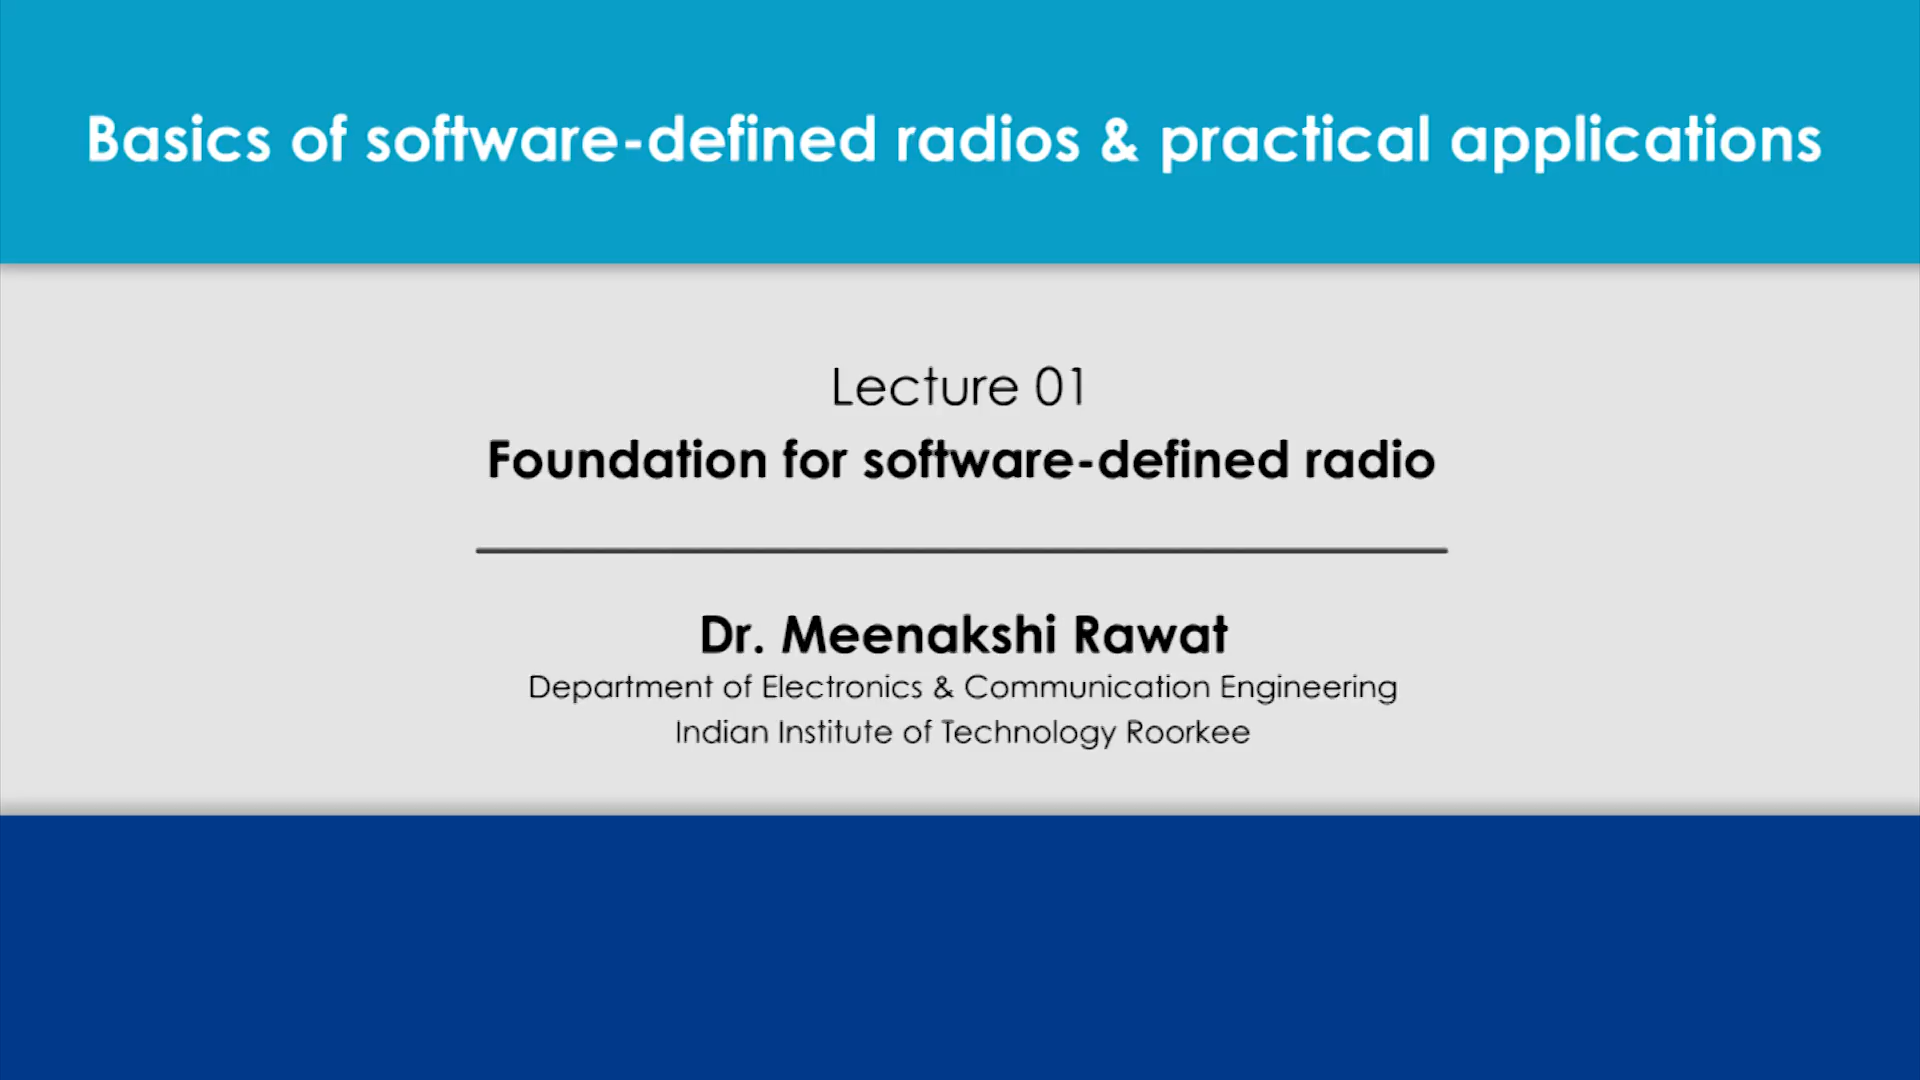 Basics of software-defined radios & practical applications
Lecture 01
Foundation for software-defined radio
Dr. Meenakshi Rawat
Department of Electronics & Communication Engineering
Indian Institute of Technology Roorkee